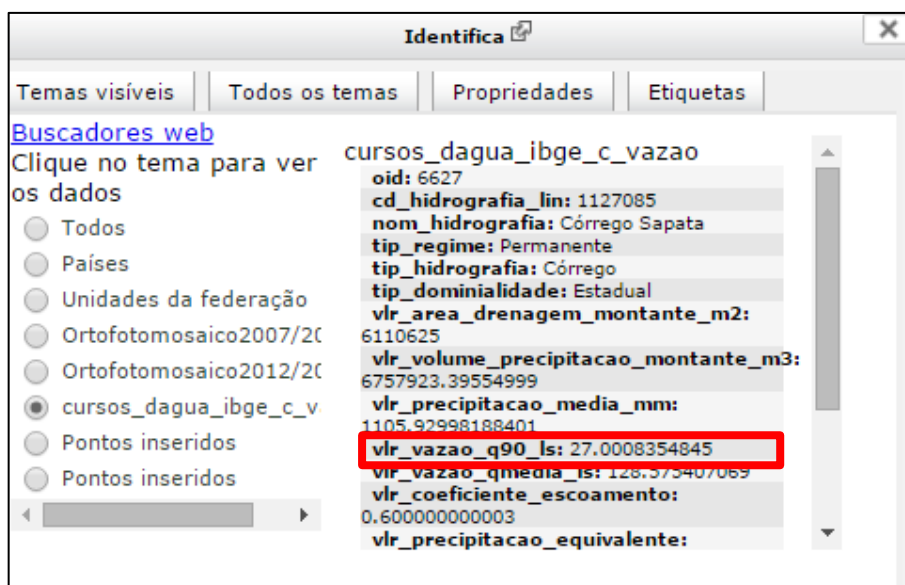 Identifica
Temas visíveis
Todos os temas
Propriedades
Etiquetas
Buscadores web
Clique no tema para ver
os dados
Todos
Países
Unidades da federação
Ortofotomosaico2007/20
Ortofotomosaico2012/20
cursos_dagua_ibge_c_v
Pontos inseridos
Pontos inseridos
cursos_dagua_ibge_c_vazao
oid: 6627
cd_hidrografia_lin: 1127085
nom_hidrografia: Córrego Sapata
tip_regime: Permanente
tip_hidrografia: Córrego
tip_dominialidade: Estadual
vlr_area_drenagem_montante_m2:
6110625
vlr_volume_precipitacao_montante_m3:
6757923.39554999
vlr_precipitacao_media_mm:
1105.92998188401
vlr_vazao_q90_ls: 27.0008354845
vlr_vazao_qmedia_ls: 128.575407069
vlr_coeficiente_escoamento:
0.600000000003
vlr_precipitacao_equivalente: